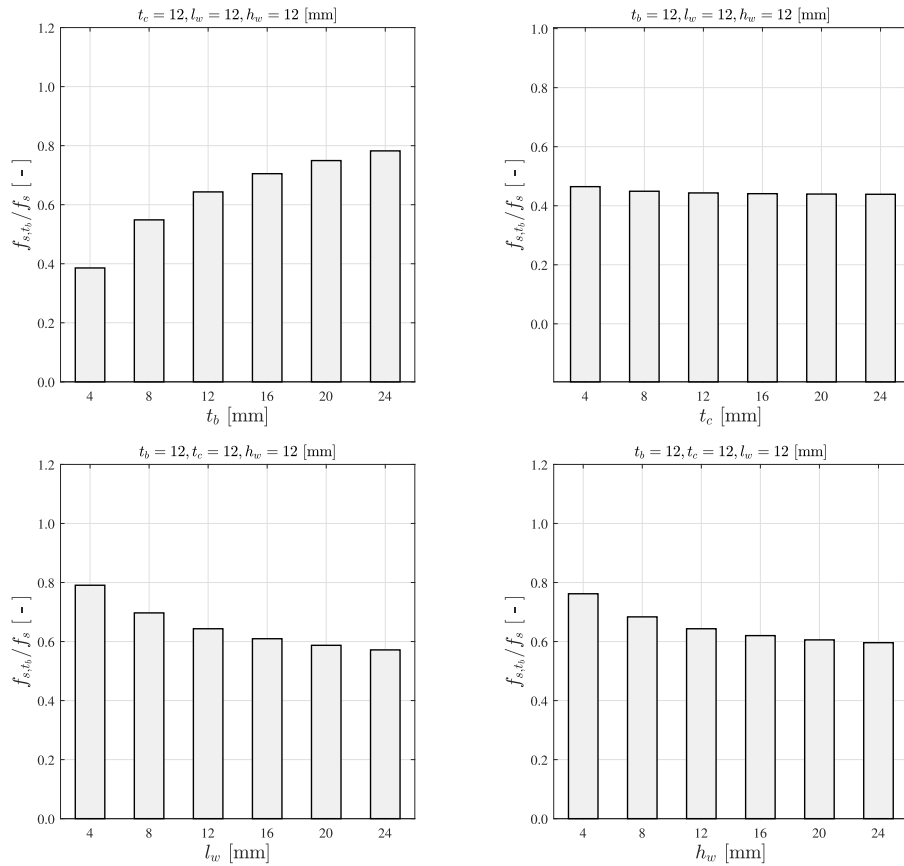 t_c = 12, l_w = 12, h_w = 12 [mm]
1.2
1.0
0.8
0.6
0.4
0.2
0.0
f_{s,t_b}/f_s [ - ]
4 8 12 16 20 24
t_b [mm]
t_b = 12, l_w = 12, h_w = 12 [mm]
1.0
0.8
0.6
0.4
0.2
0.0
f_{s,t_b}/f_s [ - ]
4 8 12 16 20 24
t_c [mm]
t_b = 12, t_c = 12, h_w = 12 [mm]
1.2
1.0
0.8
0.6
0.4
0.2
0.0
f_{s,t_b}/f_s [ - ]
4 8 12 16 20 24
l_w [mm]
t_b = 12, t_c = 12, l_w = 12 [mm]
1.2
1.0
0.8
0.6
0.4
0.2
0.0
f_{s,t_b}/f_s [ - ]
4 8 12 16 20 24
h_w [mm]